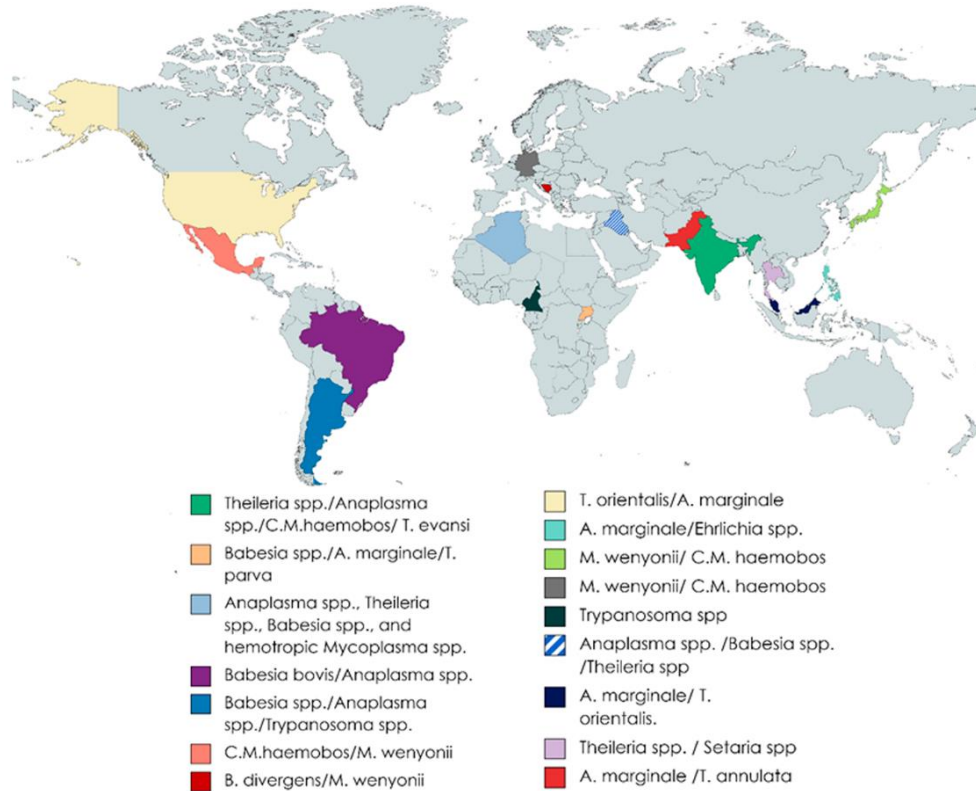 Theileria spp./Anaplasma
spp./C.M.haemobos/ T. evansi
Babesia spp./A. marginale/T.
parva
Anaplasma spp., Theileria
spp., Babesia spp., and
hemotropic Mycoplasma spp.
Babesia bovis/Anaplasma spp.
Babesia spp./Anaplasma
spp./Trypanosoma spp.
C.M.haemobos/M. wenyonii
B. divergens/M. wenyonii
T. orientalis/A. marginale
A. marginale/Ehrlichia spp.
M. wenyonii/ C.M. haemobos
M. wenyonii/ C.M. haemobos
Trypanosoma spp
Anaplasma spp. /Babesia spp.
/Theileria spp
A. marginale/ T.
orientalis.
Theileria spp. / Setaria spp
A. marginale /T. annulata